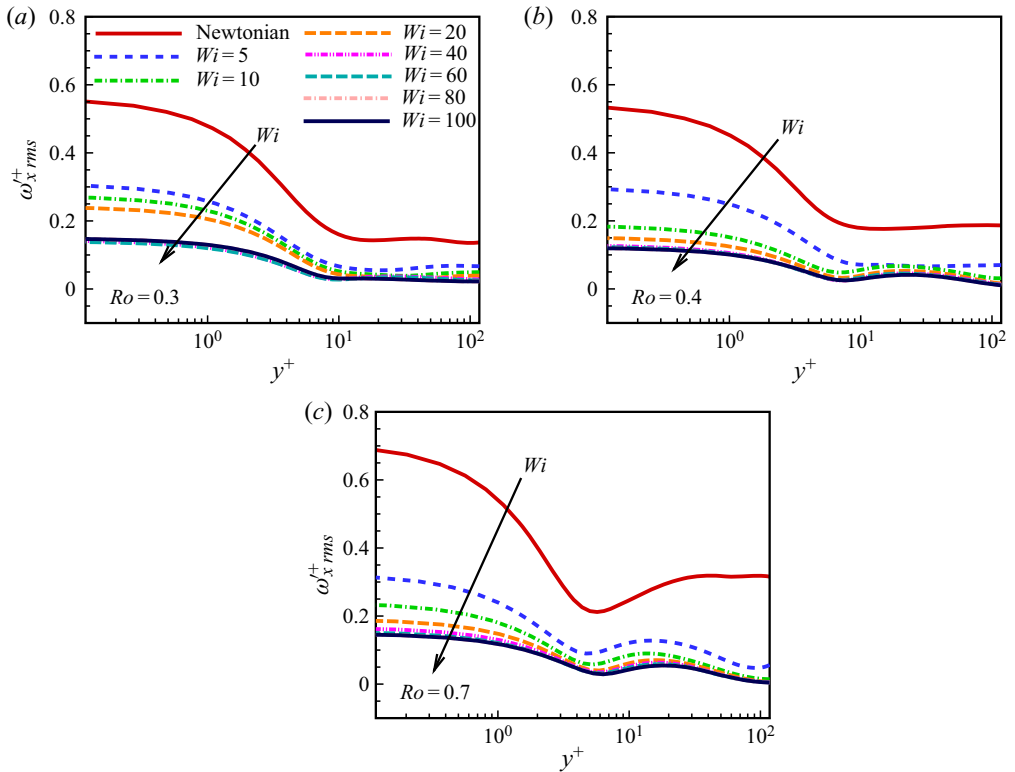 (a)
0.8
0.6
0.4
0.2
0
ω′⁺ₓ rms
Newtonian
Wi = 5
Wi = 10
Wi = 20
Wi = 40
Wi = 60
Wi = 80
Wi = 100
Wi
Ro = 0.3
10⁰ 10¹ 10²
y⁺
(b)
0.8
0.6
0.4
0.2
0
Wi
Ro = 0.4
10⁰ 10¹ 10²
y⁺
(c)
0.8
0.6
0.4
0.2
0
ω′⁺ₓ rms
Wi
Ro = 0.7
10⁰ 10¹ 10²
y⁺